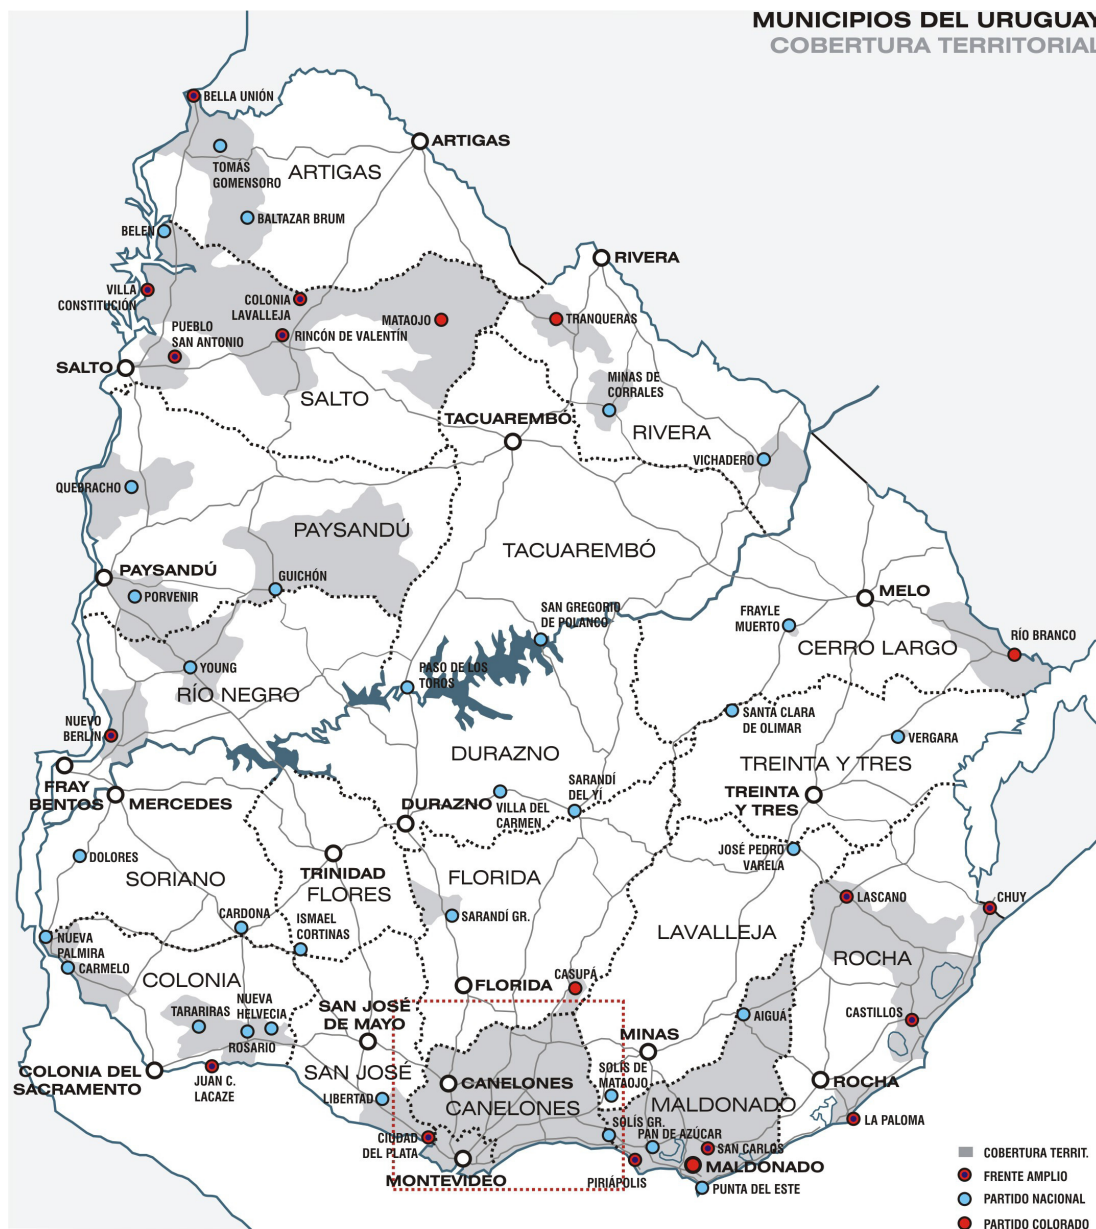 MUNICIPIOS DEL URUGUAY
COBERTURA TERRITORIAL
BELLA UNIÓN
ARTIGAS
TOMÁS
GOMENSORO
ARTIGAS
BALTAZAR BRUM
BELEN
RIVERA
VILLA
CONSTITUCIÓN
COLONIA
LAVALLEJA
MATAOJO
TRANQUERAS
PUEBLO
SAN ANTONIO
RINCÓN DE VALENTÍN
SALTO
SALTO
MINAS DE
CORRALES
TACUAREMBÓ
RIVERA
VICHADERO
QUEBRACHO
PAYSANDÚ
TACUAREMBÓ
PAYSANDÚ
GUICHÓN
PORVENIR
MELO
SAN GREGORIO
DE POLANCO
FRAYLE
MUERTO
CERRO LARGO
RÍO BRANCO
YOUNG
PASO DE LOS
TOROS
RÍO NEGRO
NUEVO
BERLÍN
SANTA CLARA
DE OLIMAR
VERGARA
DURAZNO
TREINTA Y TRES
FRAY
BENTOS
MERCEDES
DURAZNO
VILLA DEL
CARMEN
SARANDÍ
DEL YÍ
TREINTA
Y TRES
DOLORES
SORIANO
TRINIDAD
FLORES
FLORIDA
JOSÉ PEDRO
VARELA
LASCANO
CHUY
CARDONA
ISMAEL
CORTINAS
SARANDÍ GR.
NUEVA
PALMIRA
CARMELO
LAVALLEJA
ROCHA
COLONIA
FLORIDA
CASUPÁ
TARARIRAS
NUEVA
HELVECIA
ROSARIO
SAN JOSÉ
DE MAYO
AIGUÁ
CASTILLOS
MINAS
COLONIA DEL
SACRAMENTO
JUAN C.
LACAZE
SAN JOSÉ
LIBERTAD
CANELONES
CANELONES
SOLÍS DE
MATAOJO
ROCHA
MALDONADO
LA PALOMA
CIUDAD
DEL PLATA
SOLÍS GR.
PAN DE AZÚCAR
SAN CARLOS
MONTEVIDEO
PIRIÁPOLIS
MALDONADO
PUNTA DEL ESTE
COBERTURA TERRIT.
FRENTE AMPLIO
PARTIDO NACIONAL
PARTIDO COLORADO